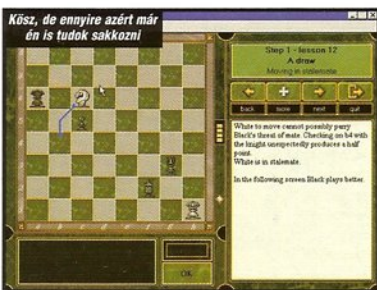 Kösz, de ennyire azért már
én is tudok sakkozni
Step 1 - lesson 12
A draw
Moving in stalemate
back
more
next
quit
White to move cannot possibly parry
Black's threat of mate. Checking on b4 with
the knight unexpectedly produces a half
point.
White is in stalemate.
In the following screen Black plays better.
OK